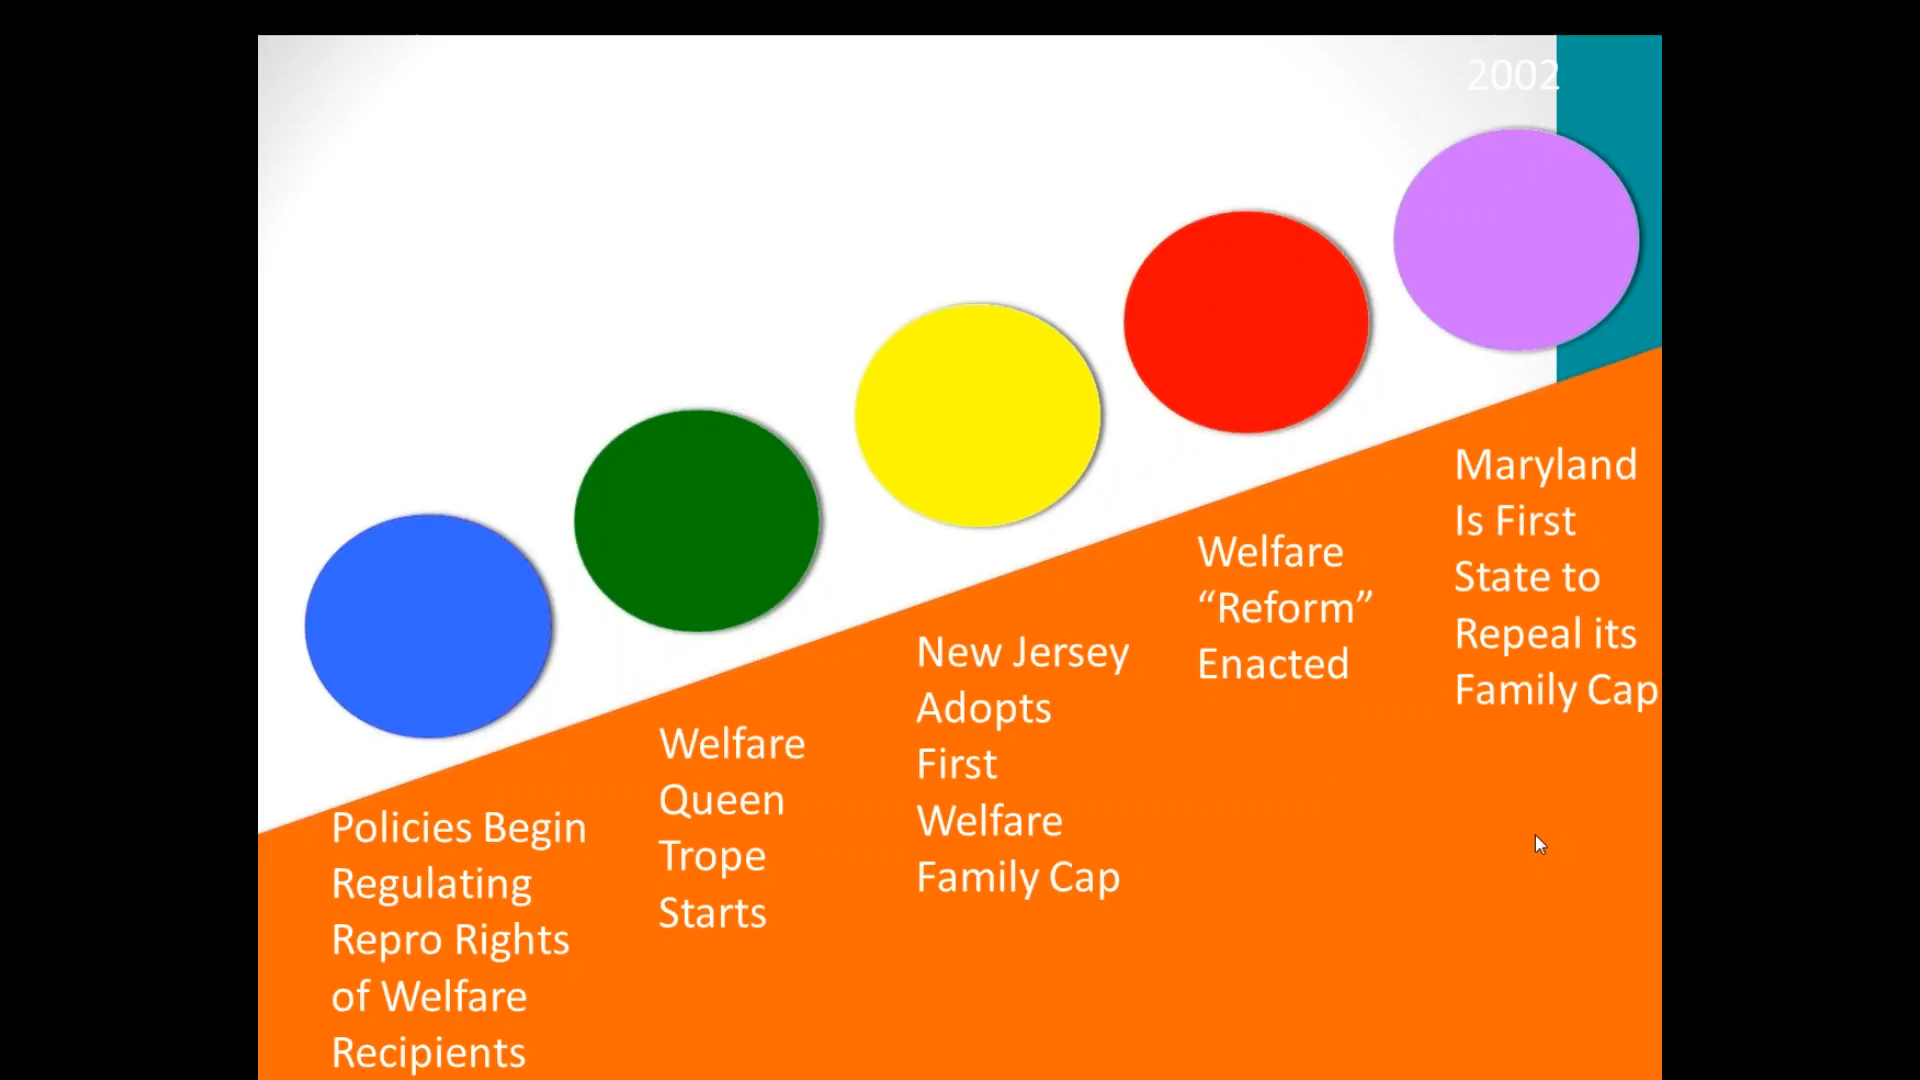 2002
Policies Begin
Regulating
Repro Rights
of Welfare
Recipients
Welfare
Queen
Trope
Starts
New Jersey
Adopts
First
Welfare
Family Cap
Welfare
“Reform”
Enacted
Maryland
Is First
State to
Repeal its
Family Cap